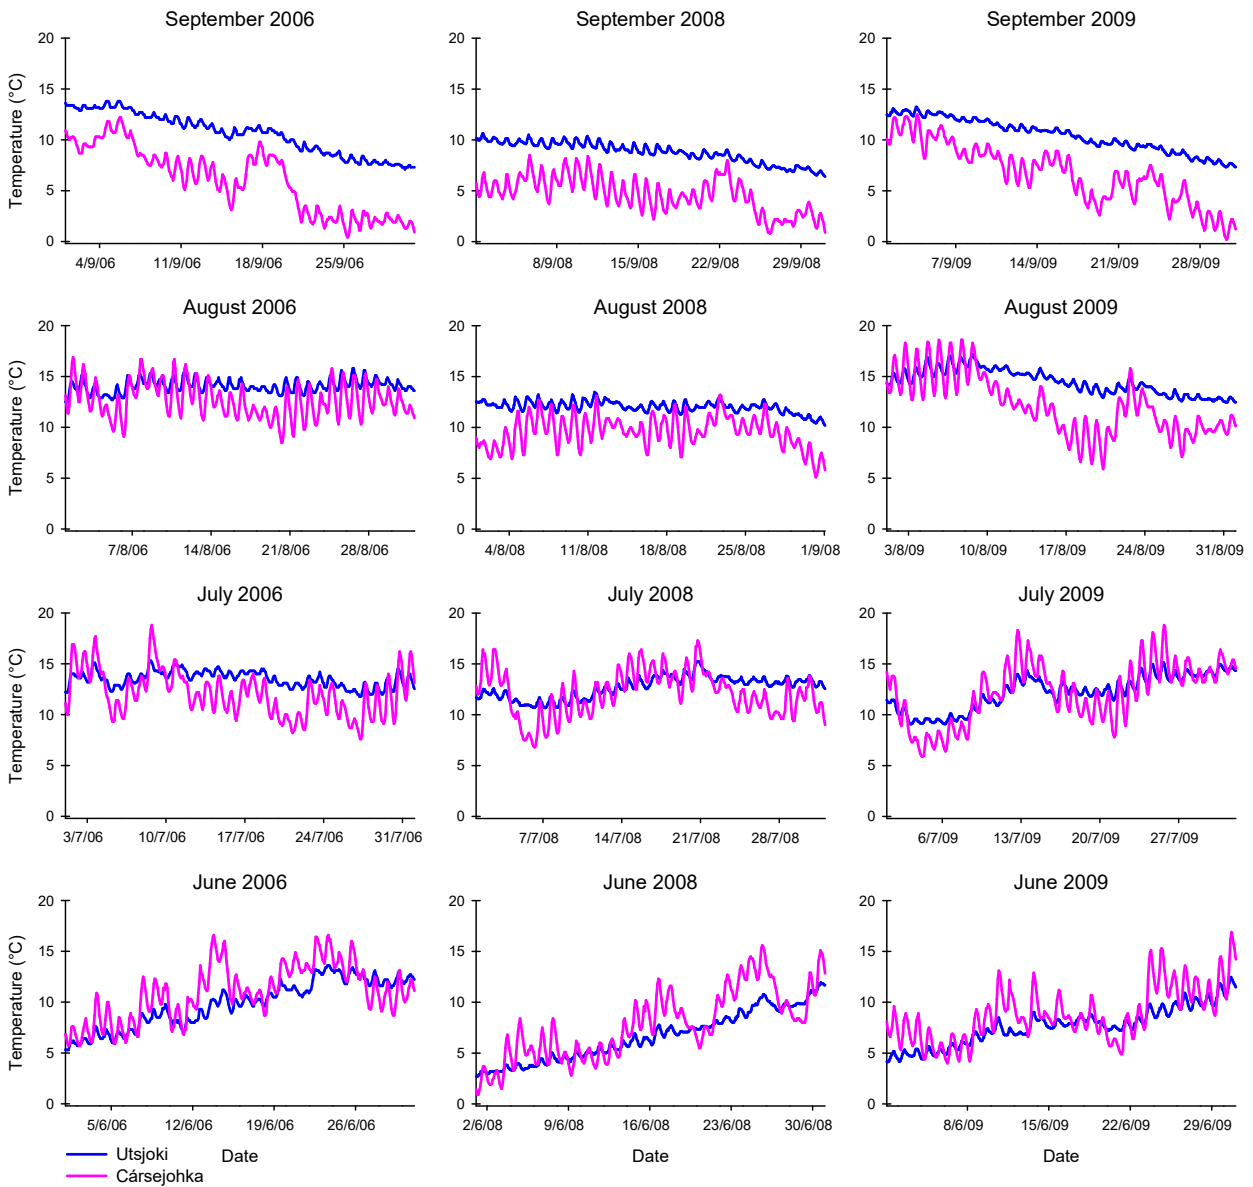 September 2006 September 2008 September 2009
Temperature (°C)
20 20 20
15 15 15
10 10 10
5 5 5
0 0 0
4/9/06 11/9/06 18/9/06 25/9/06 8/9/08 15/9/08 22/9/08 29/9/08 7/9/09 14/9/09 21/9/09 28/9/09
August 2006 August 2008 August 2009
Temperature (°C)
20 20 20
15 15 15
10 10 10
5 5 5
0 0 0
7/8/06 14/8/06 21/8/06 28/8/06 4/8/08 11/8/08 18/8/08 25/8/08 1/9/08 3/8/09 10/8/09 17/8/09 24/8/09 31/8/09
July 2006 July 2008 July 2009
Temperature (°C)
20 20 20
15 15 15
10 10 10
5 5 5
0 0 0
3/7/06 10/7/06 17/7/06 24/7/06 31/7/06 7/7/08 14/7/08 21/7/08 28/7/08 6/7/09 13/7/09 20/7/09 27/7/09
June 2006 June 2008 June 2009
Temperature (°C)
20 20 20
15 15 15
10 10 10
5 5 5
0 0 0
5/6/06 12/6/06 19/6/06 26/6/06 2/6/08 9/6/08 16/6/08 23/6/08 30/6/08 8/6/09 15/6/09 22/6/09 29/6/09
Utsjoki Date Date Date
Cársejohka